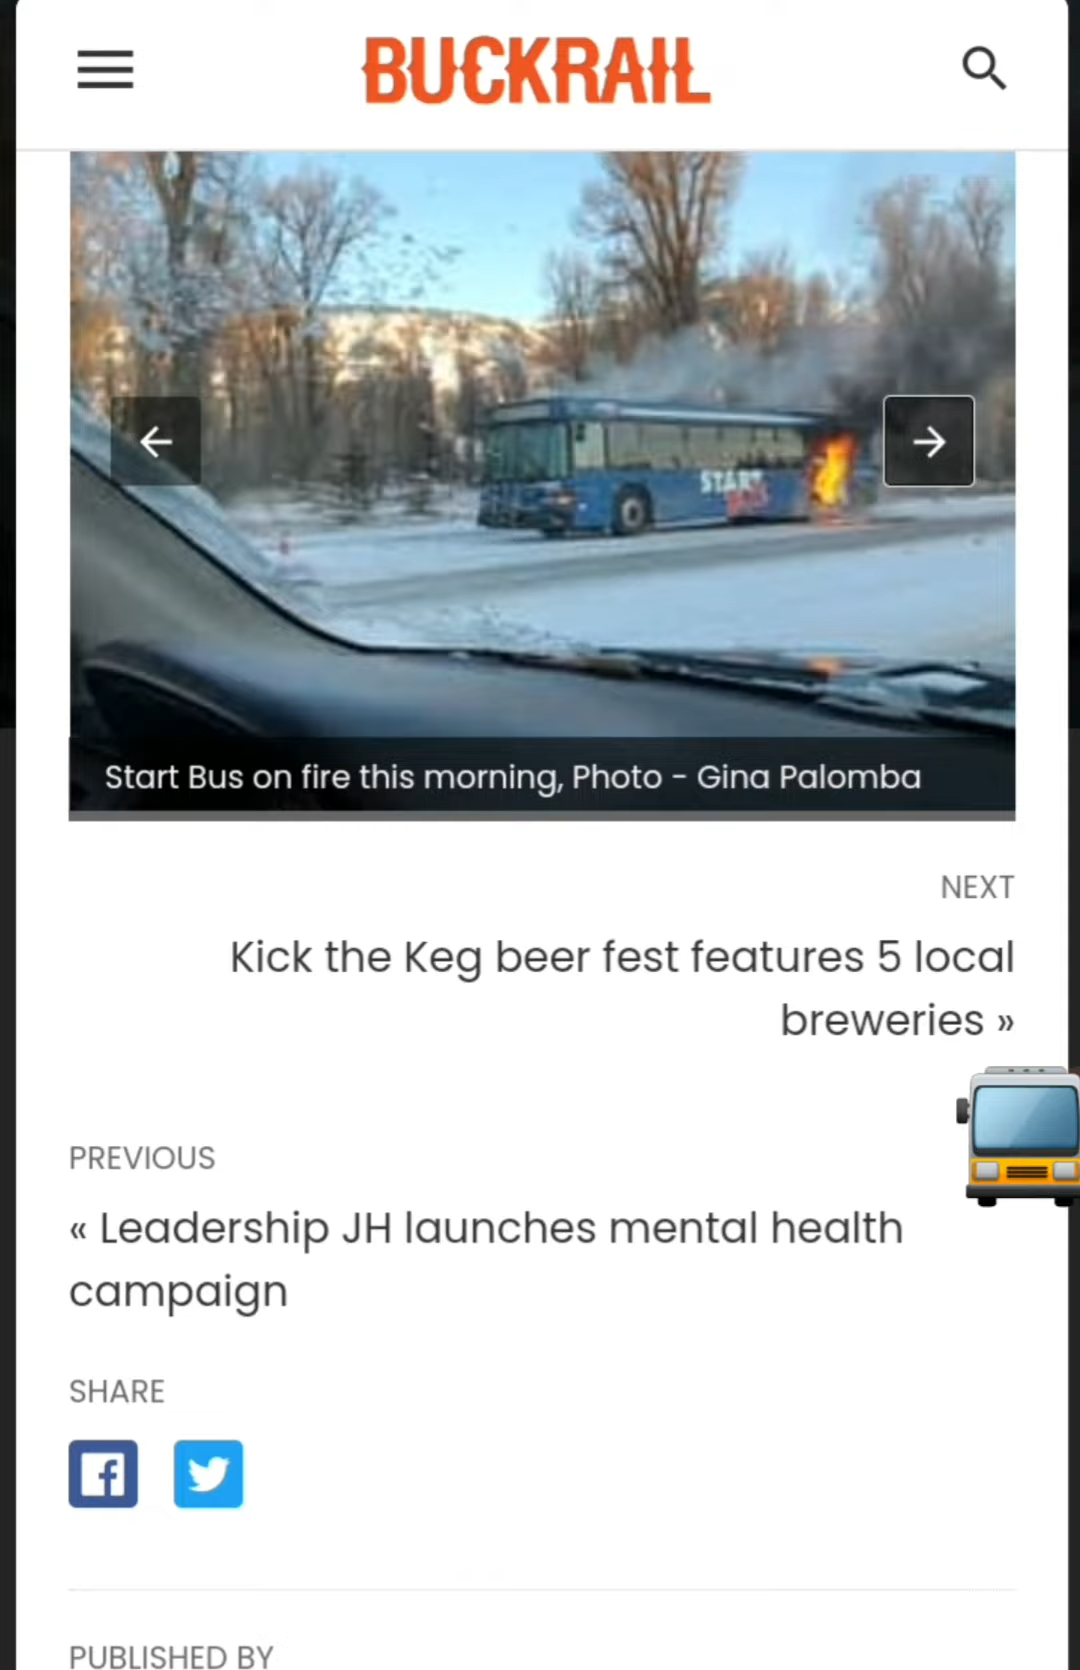 BUCKRAIL
START
BUS
Start Bus on fire this morning, Photo - Gina Palomba
NEXT
Kick the Keg beer fest features 5 local
breweries »
PREVIOUS
« Leadership JH launches mental health
campaign
SHARE
PUBLISHED BY